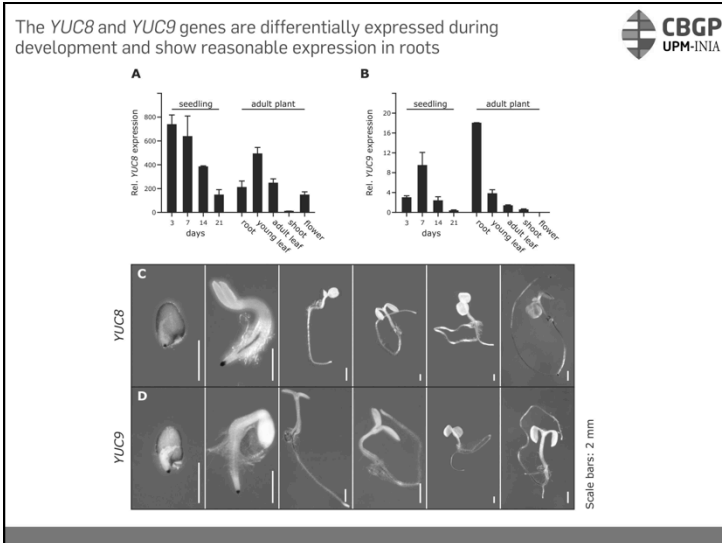 The YUC8 and YUC9 genes are differentially expressed during
development and show reasonable expression in roots
CBGP
UPM-INIA
A
seedling
adult plant
Rel. YUC8 expression
800
600
400
200
0
3
7
14
21
days
root
young leaf
adult leaf
shoot
flower
B
seedling
adult plant
Rel. YUC9 expression
20
16
12
8
4
0
3
7
14
21
days
root
young leaf
adult leaf
shoot
flower
C
YUC8
D
YUC9
Scale bars: 2 mm